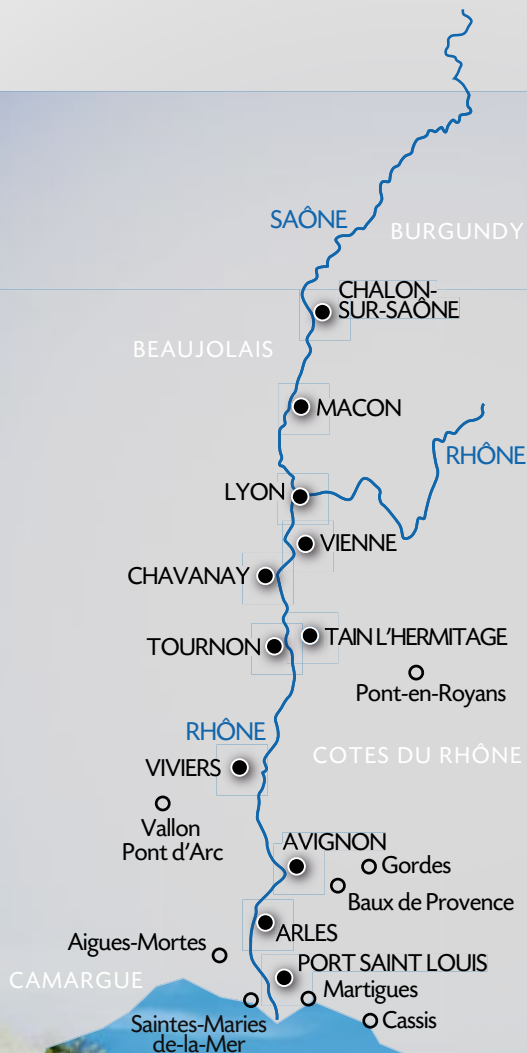 SAÔNE
BURGUNDY
CHALON-
SUR-SAÔNE
BEAUJOLAIS
MACON
RHÔNE
LYON
VIENNE
CHAVANAY
TAIN L'HERMITAGE
TOURNON
Pont-en-Royans
RHÔNE
COTES DU RHÔNE
VIVIERS
Vallon
Pont d'Arc
AVIGNON
Gordes
Baux de Provence
ARLES
Aigues-Mortes
PORT SAINT LOUIS
CAMARGUE
Martigues
Saintes-Maries
de-la-Mer
Cassis